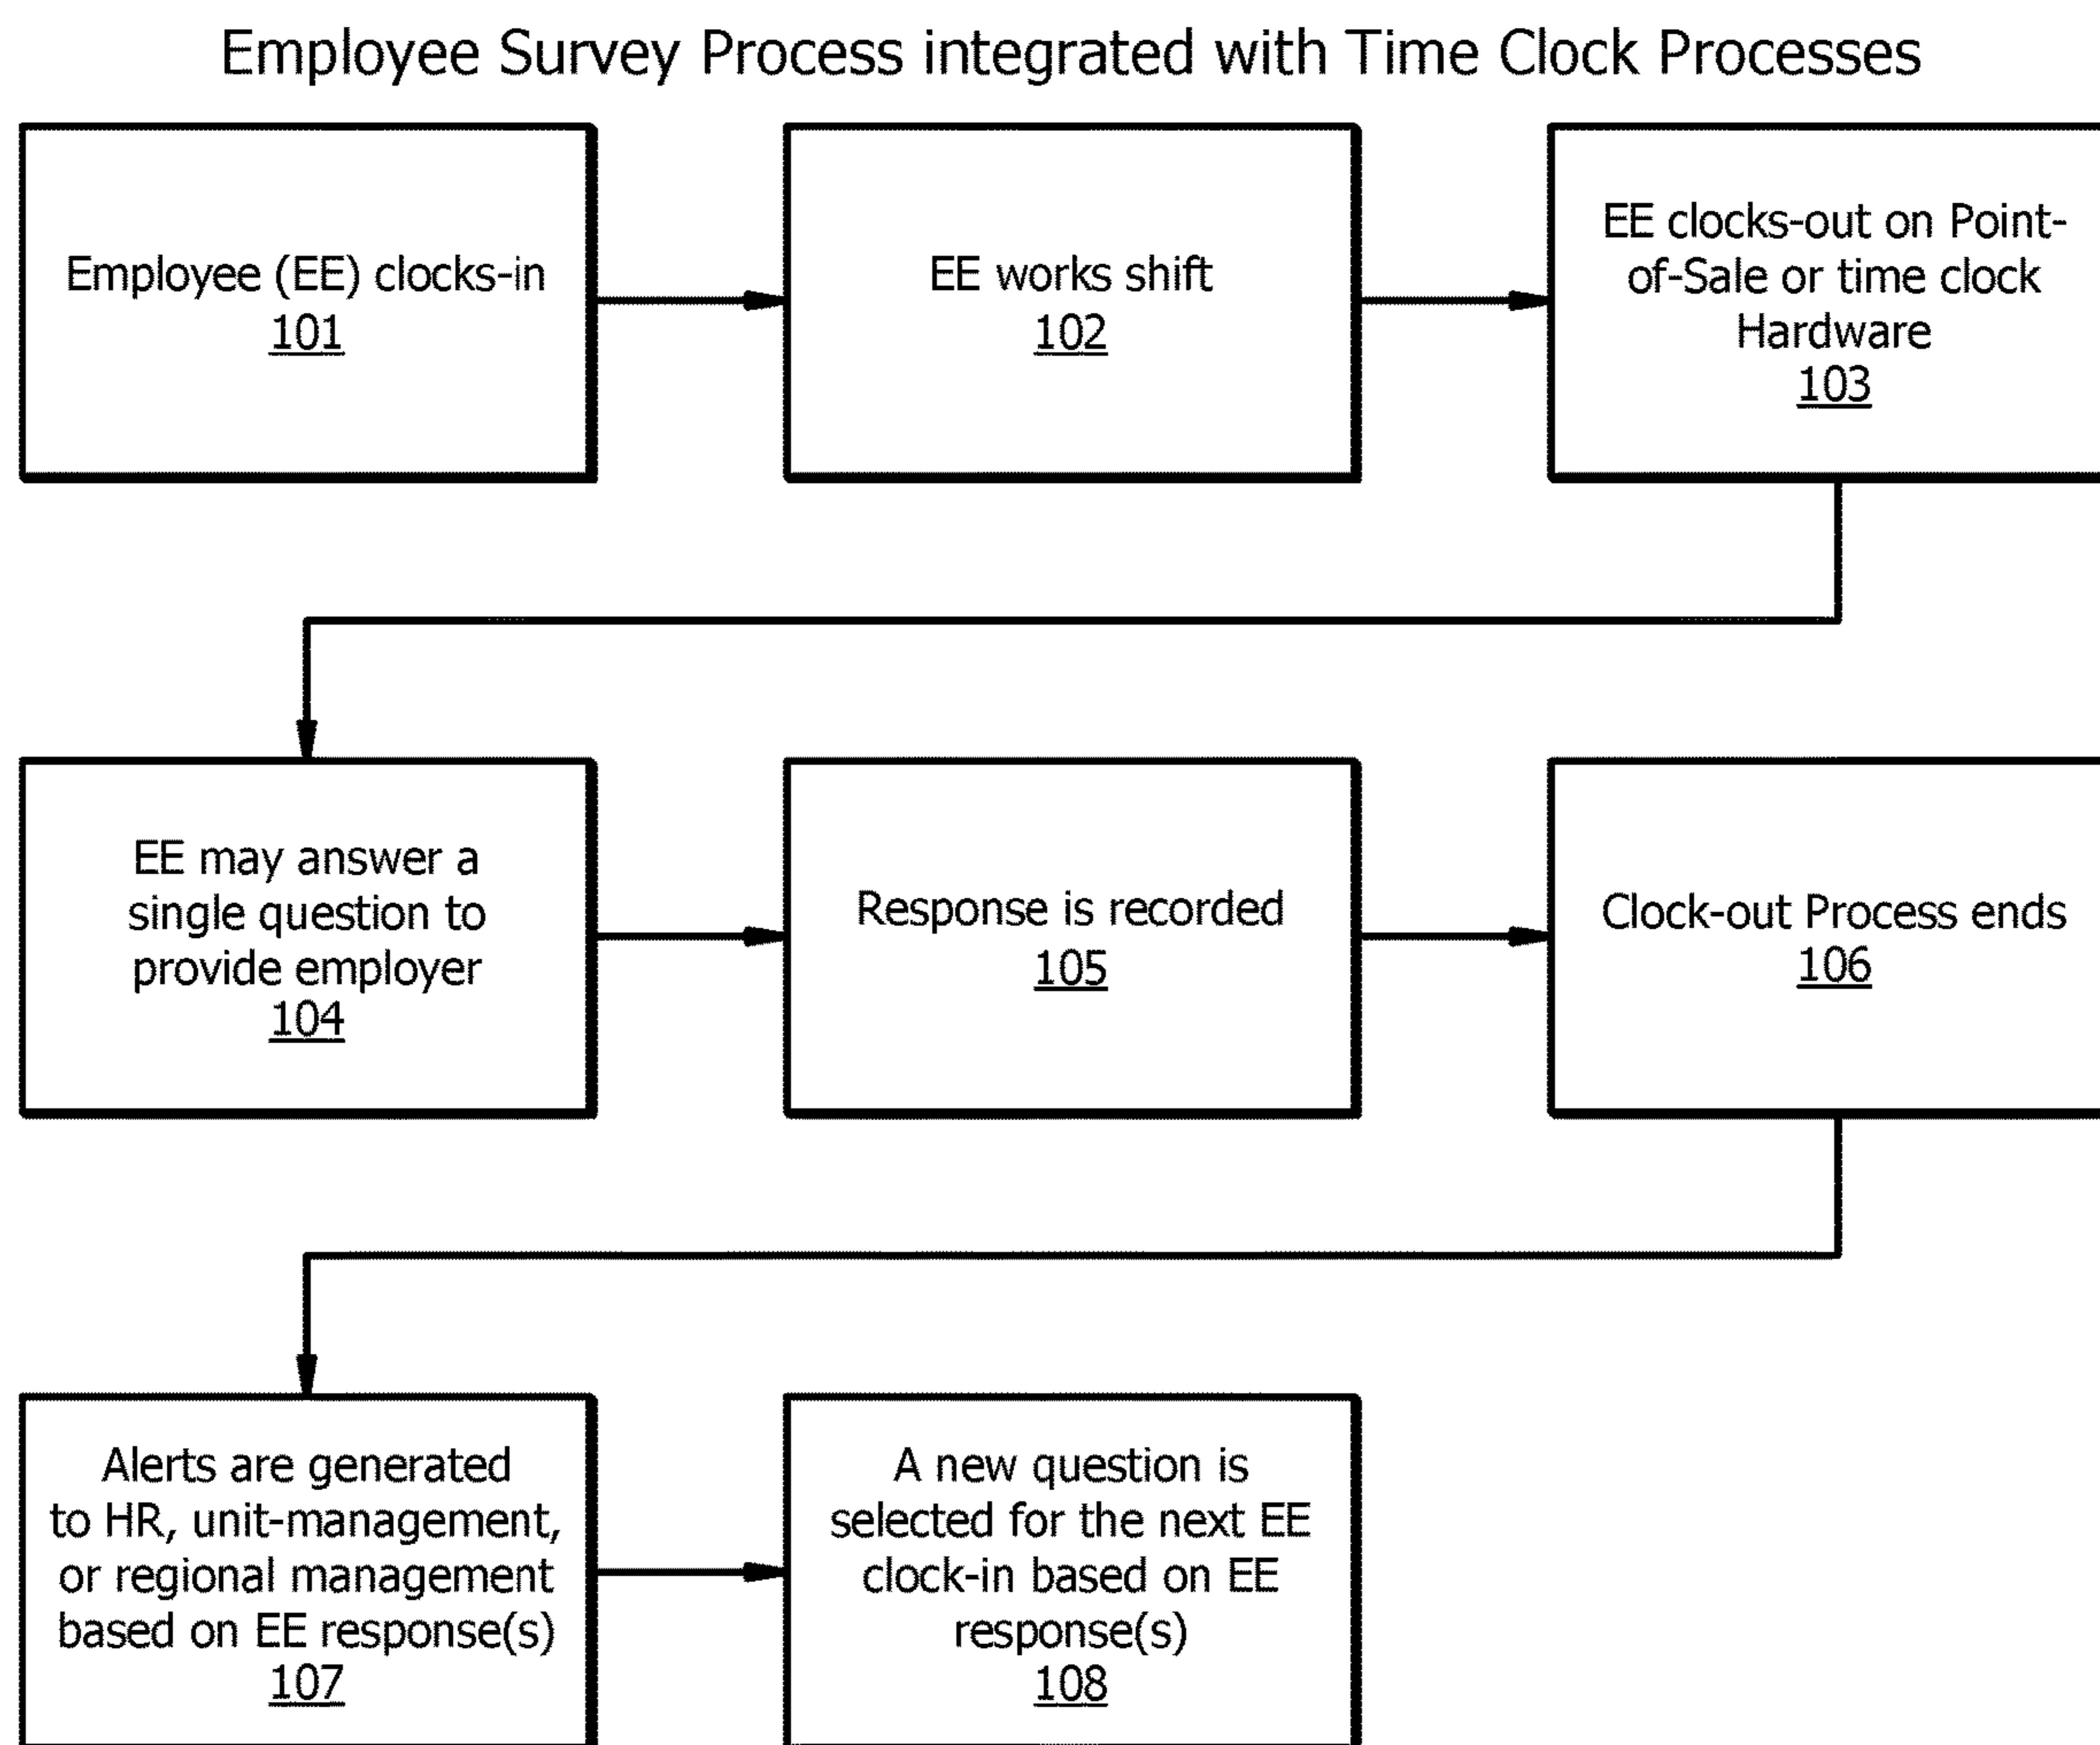 Employee Survey Process integrated with Time Clock Processes
Employee (EE) clocks-in
101
EE works shift
102
EE clocks-out on Point-
of-Sale or time clock
Hardware
103
EE may answer a
single question to
provide employer
104
Response is recorded
105
Clock-out Process ends
106
Alerts are generated
to HR, unit-management,
or regional management
based on EE response(s)
107
A new question is
selected for the next EE
clock-in based on EE
response(s)
108